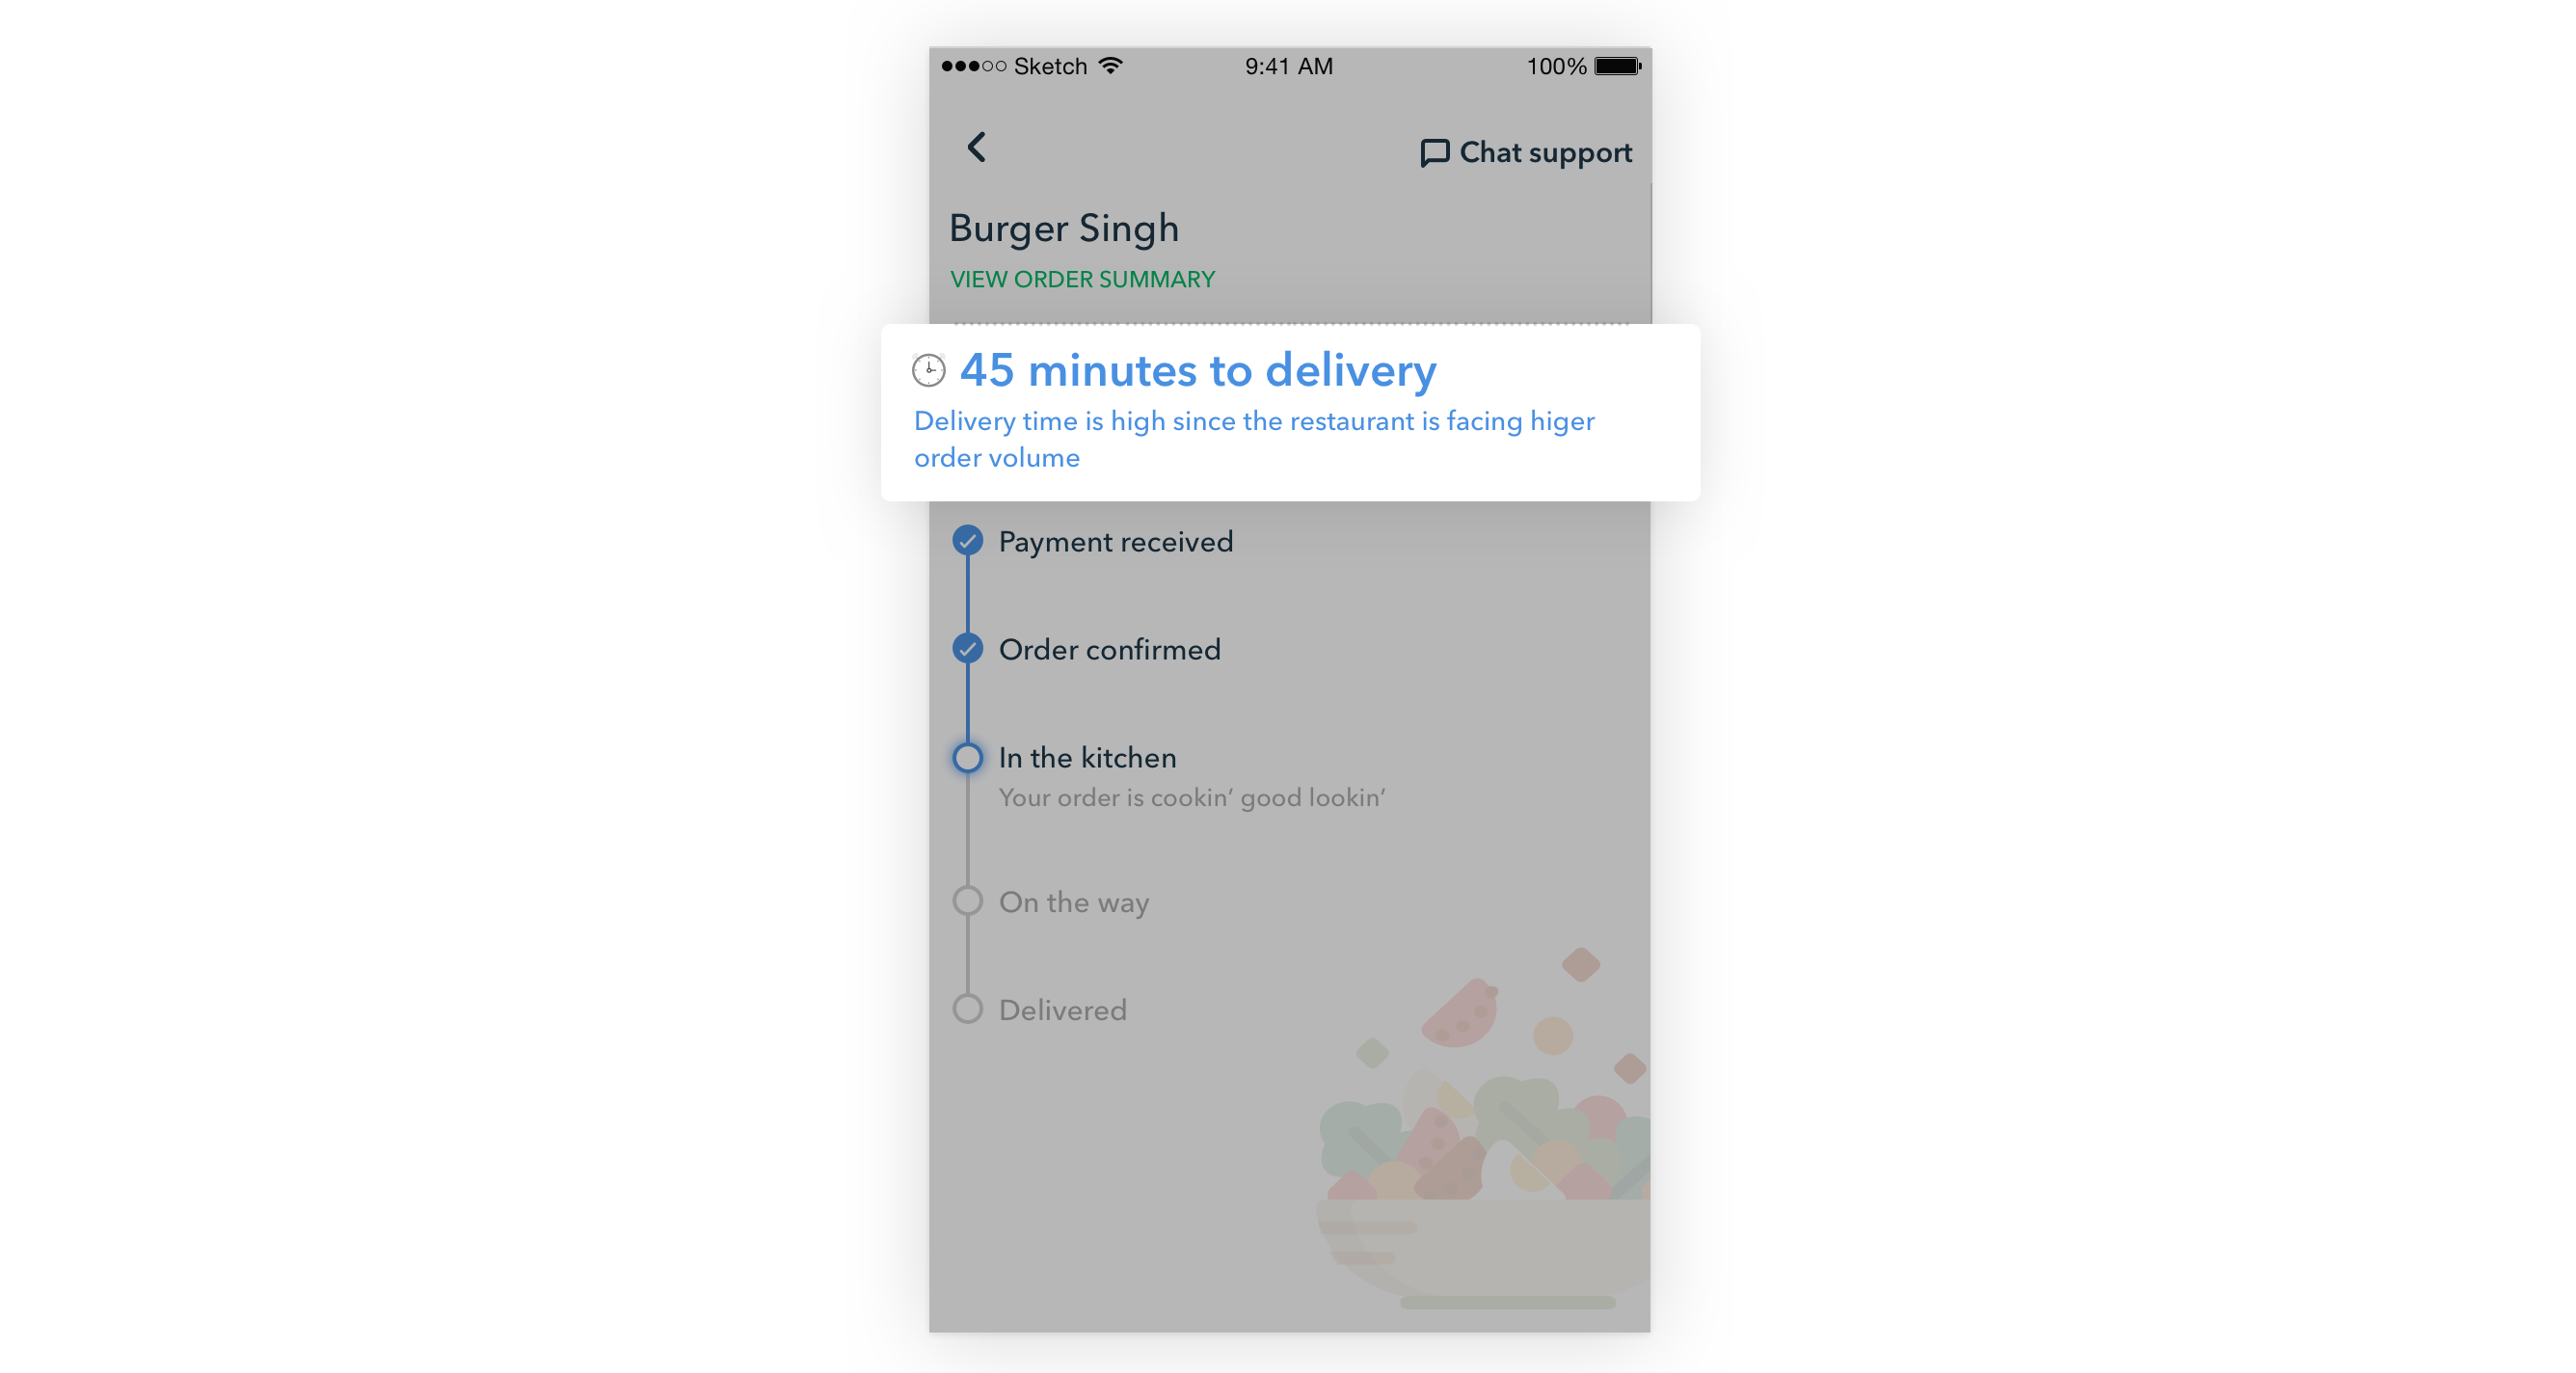 Sketch 9:41 AM 100%
Chat support
Burger Singh
VIEW ORDER SUMMARY
45 minutes to delivery
Delivery time is high since the restaurant is facing higer
order volume
Payment received
Order confirmed
In the kitchen
Your order is cookin’ good lookin’
On the way
Delivered